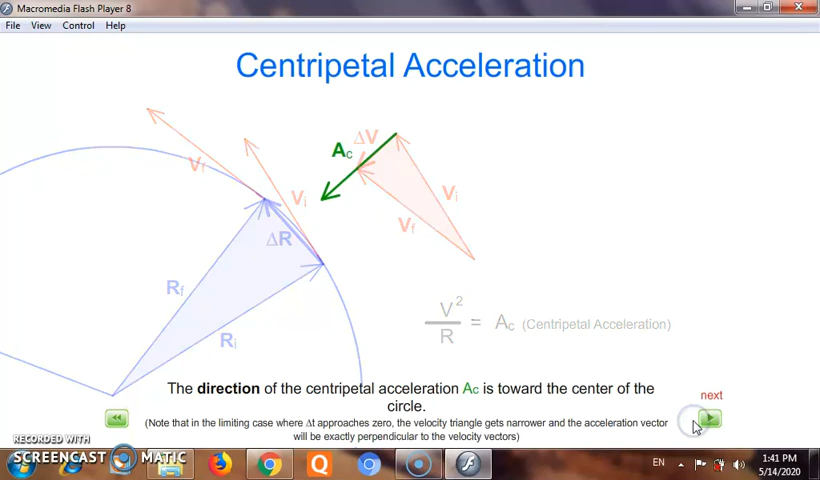 Macromedia Flash Player 8
File View Control Help
Centripetal Acceleration
ΔV
Ac
Vf
Vi
Vi
Vf
ΔR
Rf
Ri
V²
R
= Ac (Centripetal Acceleration)
The direction of the centripetal acceleration Ac is toward the center of the
circle.
next
(Note that in the limiting case where Δt approaches zero, the velocity triangle gets narrower and the acceleration vector
will be exactly perpendicular to the velocity vectors)
RECORDED WITH
SCREENCAST MATIC
EN
1:41 PM
5/14/2020